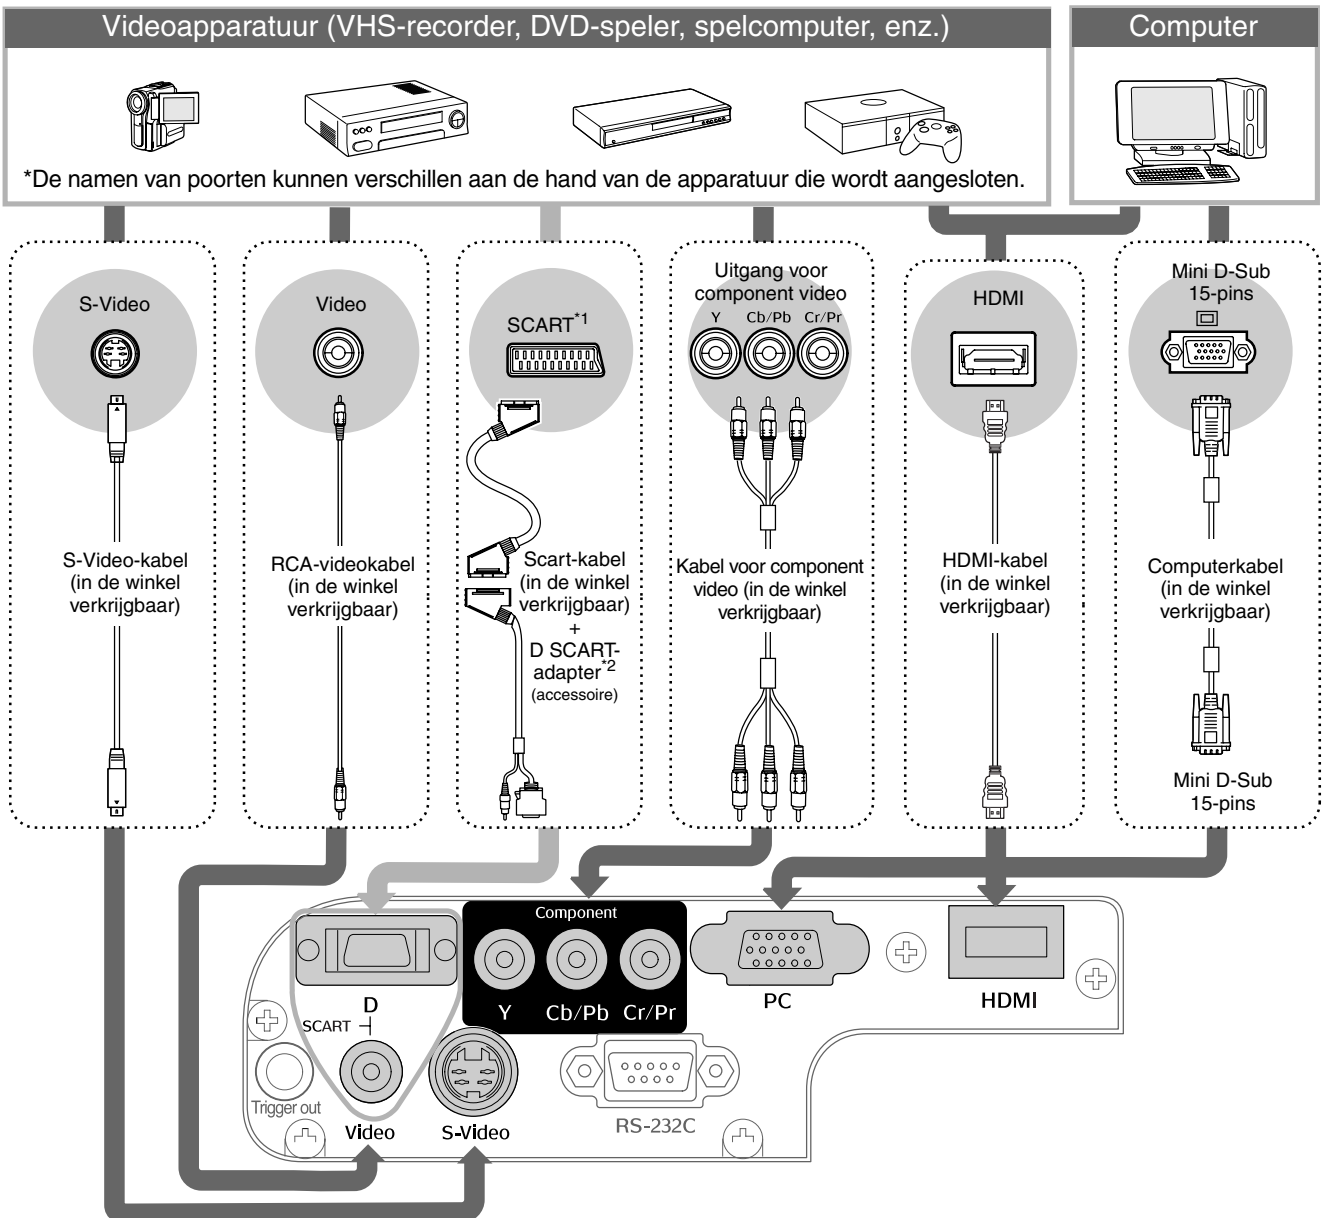 Videoapparatuur (VHS-recorder, DVD-speler, spelcomputer, enz.)
Computer
*De namen van poorten kunnen verschillen aan de hand van de apparatuur die wordt aangesloten.
S-Video
Video
SCART*1
Uitgang voor
component video
Y Cb/Pb Cr/Pr
HDMI
Mini D-Sub
15-pins
S-Video-kabel
(in de winkel
verkrijgbaar)
RCA-videokabel
(in de winkel
verkrijgbaar)
Scart-kabel
(in de winkel
verkrijgbaar)
+
D SCART-
adapter*2
(accessoire)
Kabel voor component
video (in de winkel
verkrijgbaar)
HDMI-kabel
(in de winkel
verkrijgbaar)
Computerkabel
(in de winkel
verkrijgbaar)
Mini D-Sub
15-pins
Component
Y Cb/Pb Cr/Pr
PC
HDMI
D
SCART
Trigger out
Video
S-Video
RS-232C